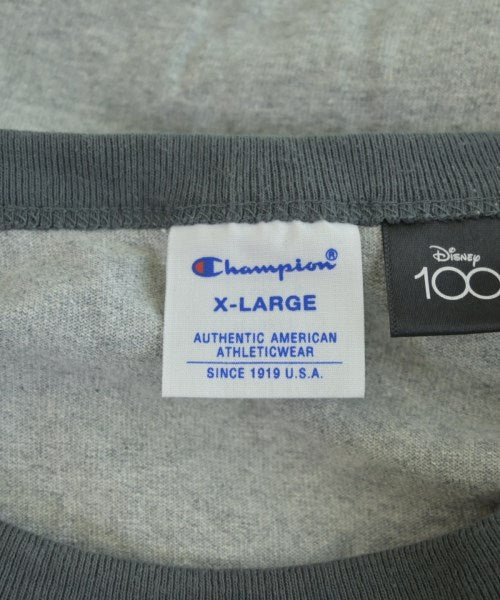 Champion®
X-LARGE
AUTHENTIC AMERICAN
ATHLETICWEAR
SINCE 1919 U.S.A.
Disney
100